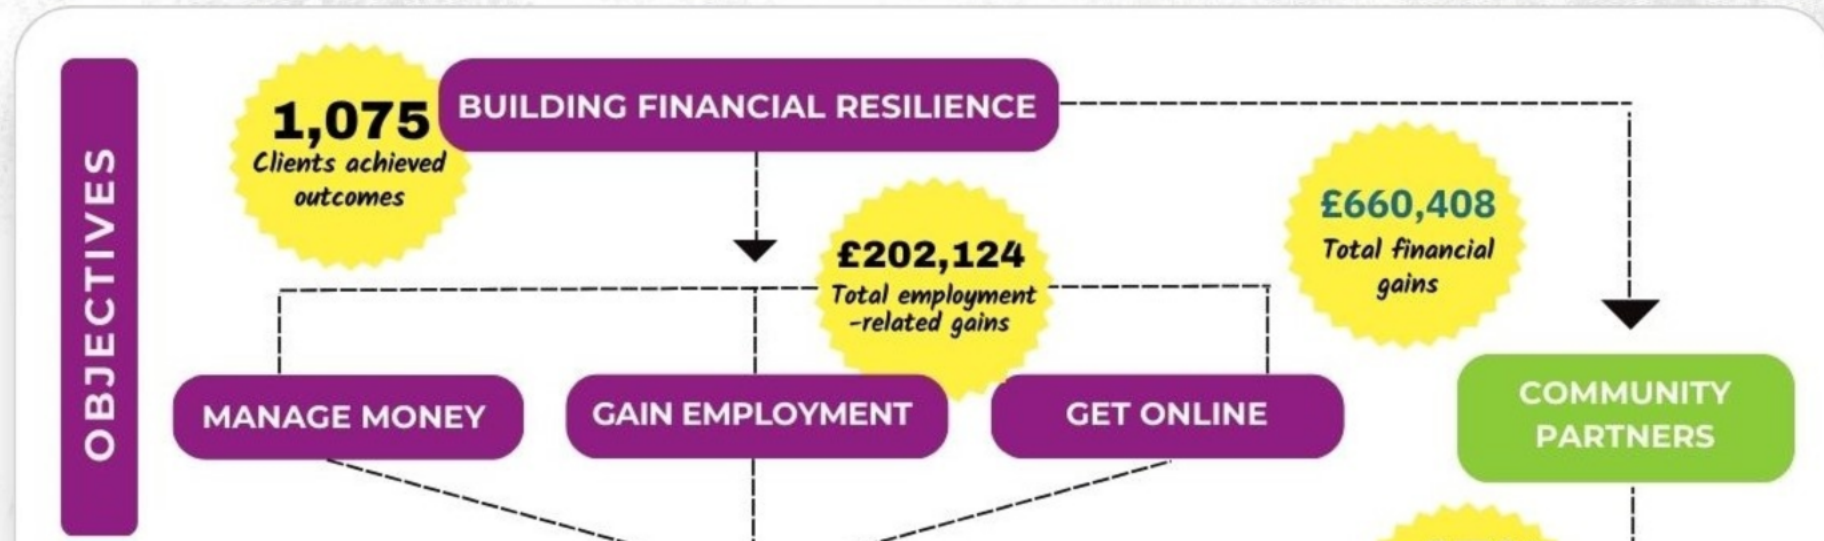 OBJECTIVES
1,075
Clients achieved
outcomes
BUILDING FINANCIAL RESILIENCE
£202,124
Total employment
-related gains
£660,408
Total financial
gains
MANAGE MONEY
GAIN EMPLOYMENT
GET ONLINE
COMMUNITY
PARTNERS